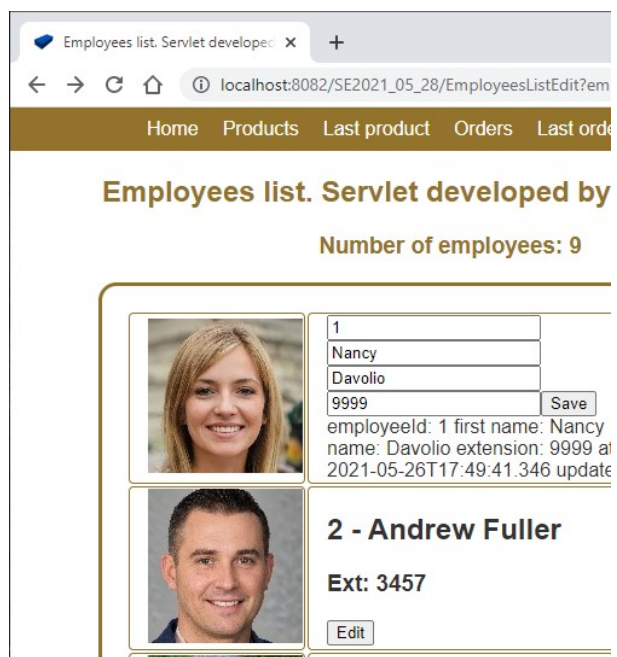 Employees list. Servlet developed
localhost:8082/SE2021_05_28/EmployeesListEdit?em
Home Products Last product Orders Last orde
Employees list. Servlet developed by
Number of employees: 9
1
Nancy
Davolio
9999 Save
employeeId: 1 first name: Nancy
name: Davolio extension: 9999 at
2021-05-26T17:49:41.346 update
2 - Andrew Fuller
Ext: 3457
Edit